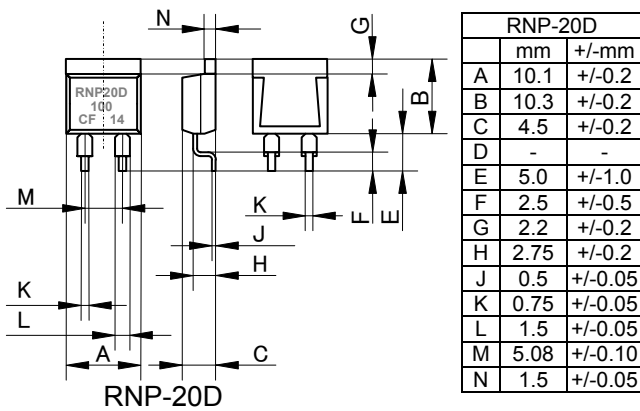 N
G
B
RNP20D
100
CF 14
M
K
F
E
J
H
K
L
A
C
RNP-20D
RNP-20D
mm +/-mm
A 10.1 +/-0.2
B 10.3 +/-0.2
C 4.5 +/-0.2
D - -
E 5.0 +/-1.0
F 2.5 +/-0.5
G 2.2 +/-0.2
H 2.75 +/-0.2
J 0.5 +/-0.05
K 0.75 +/-0.05
L 1.5 +/-0.05
M 5.08 +/-0.10
N 1.5 +/-0.05